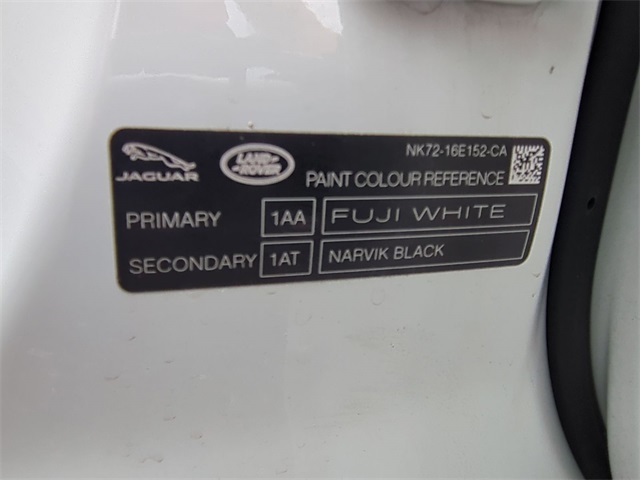 NK72-16E152-CA
JAGUAR
LAND ROVER
PAINT COLOUR REFERENCE
PRIMARY 1AA FUJI WHITE
SECONDARY 1AT NARVIK BLACK